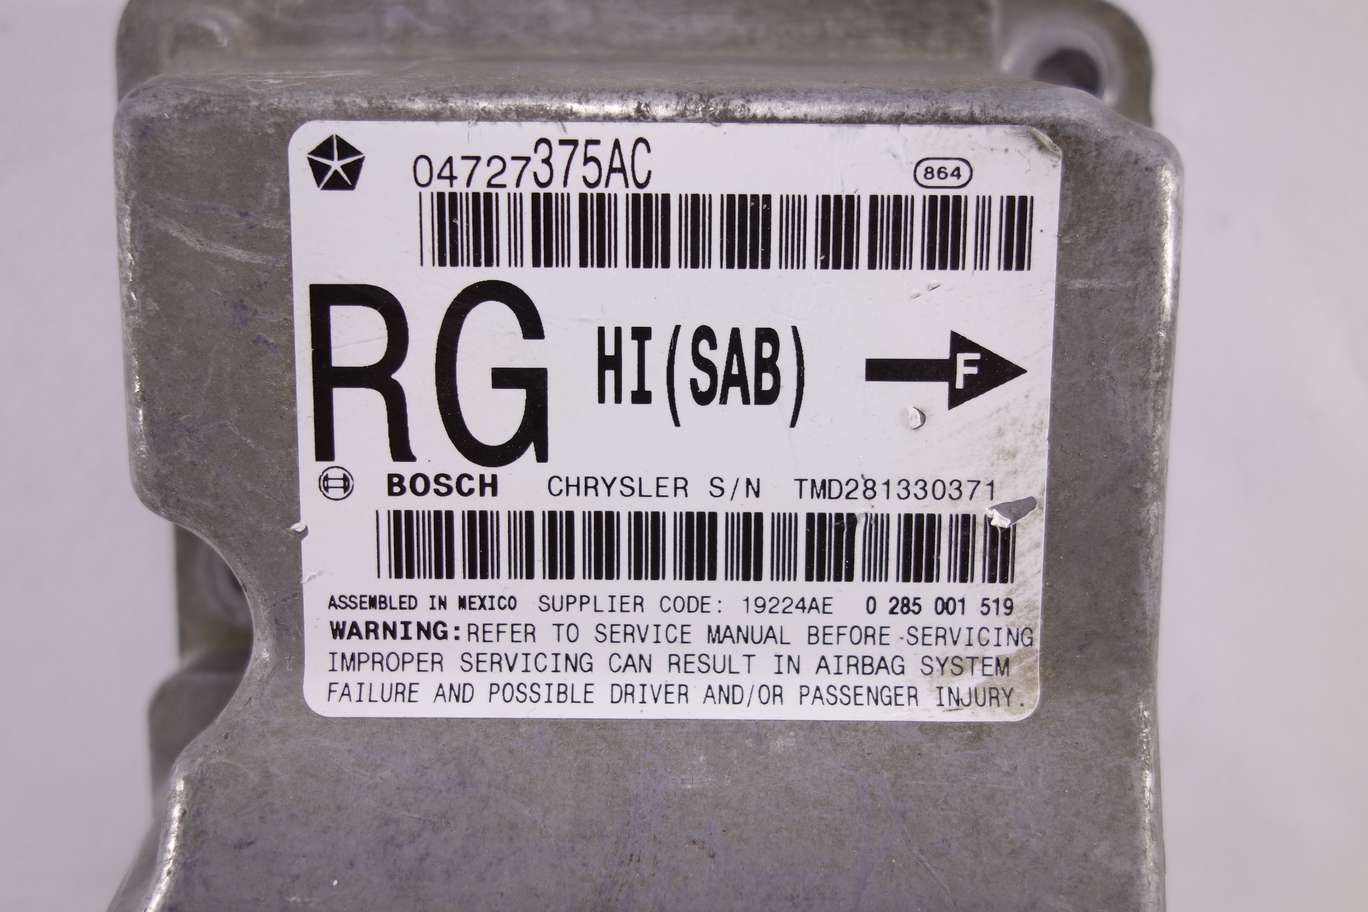 04727375AC 864
RG HI(SAB) F
BOSCH CHRYSLER S/N TMD281330371
ASSEMBLED IN MEXICO SUPPLIER CODE: 19224AE 0 285 001 519
WARNING:REFER TO SERVICE MANUAL BEFORE SERVICING
IMPROPER SERVICING CAN RESULT IN AIRBAG SYSTEM
FAILURE AND POSSIBLE DRIVER AND/OR PASSENGER INJURY.